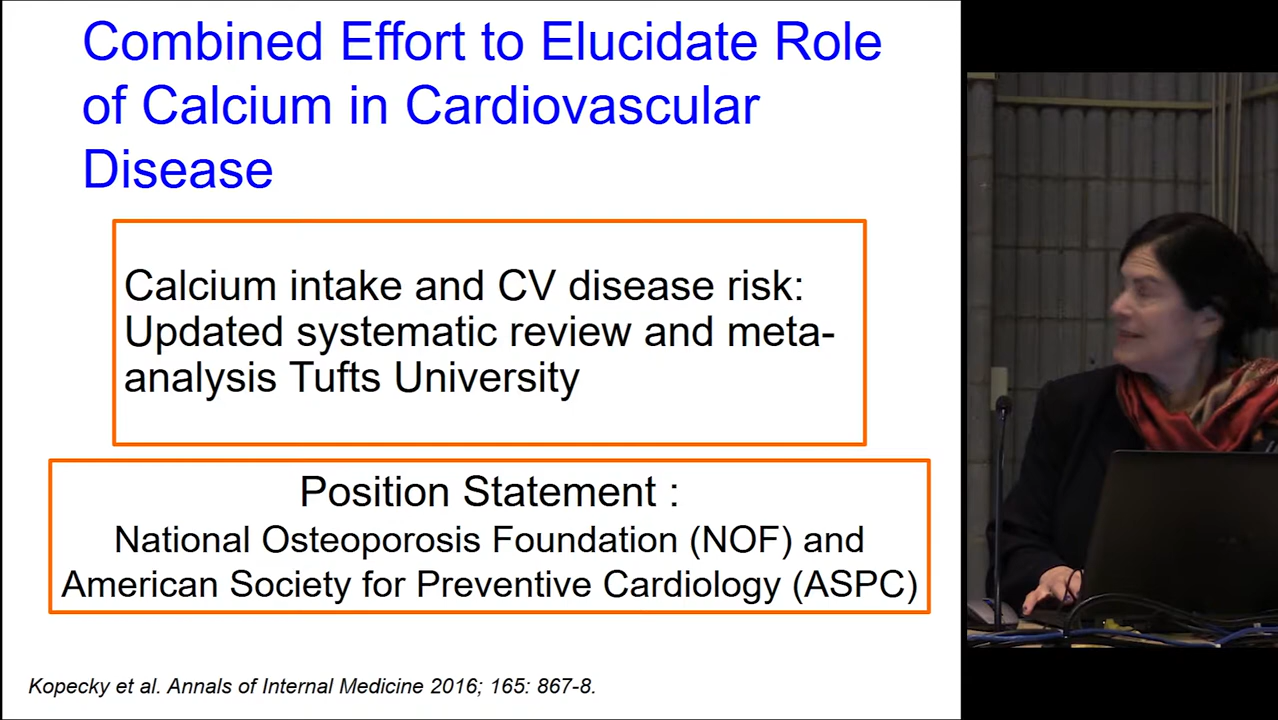 Combined Effort to Elucidate Role
of Calcium in Cardiovascular
Disease
Calcium intake and CV disease risk:
Updated systematic review and meta-
analysis Tufts University
Position Statement :
National Osteoporosis Foundation (NOF) and
American Society for Preventive Cardiology (ASPC)
Kopecky et al. Annals of Internal Medicine 2016; 165: 867-8.